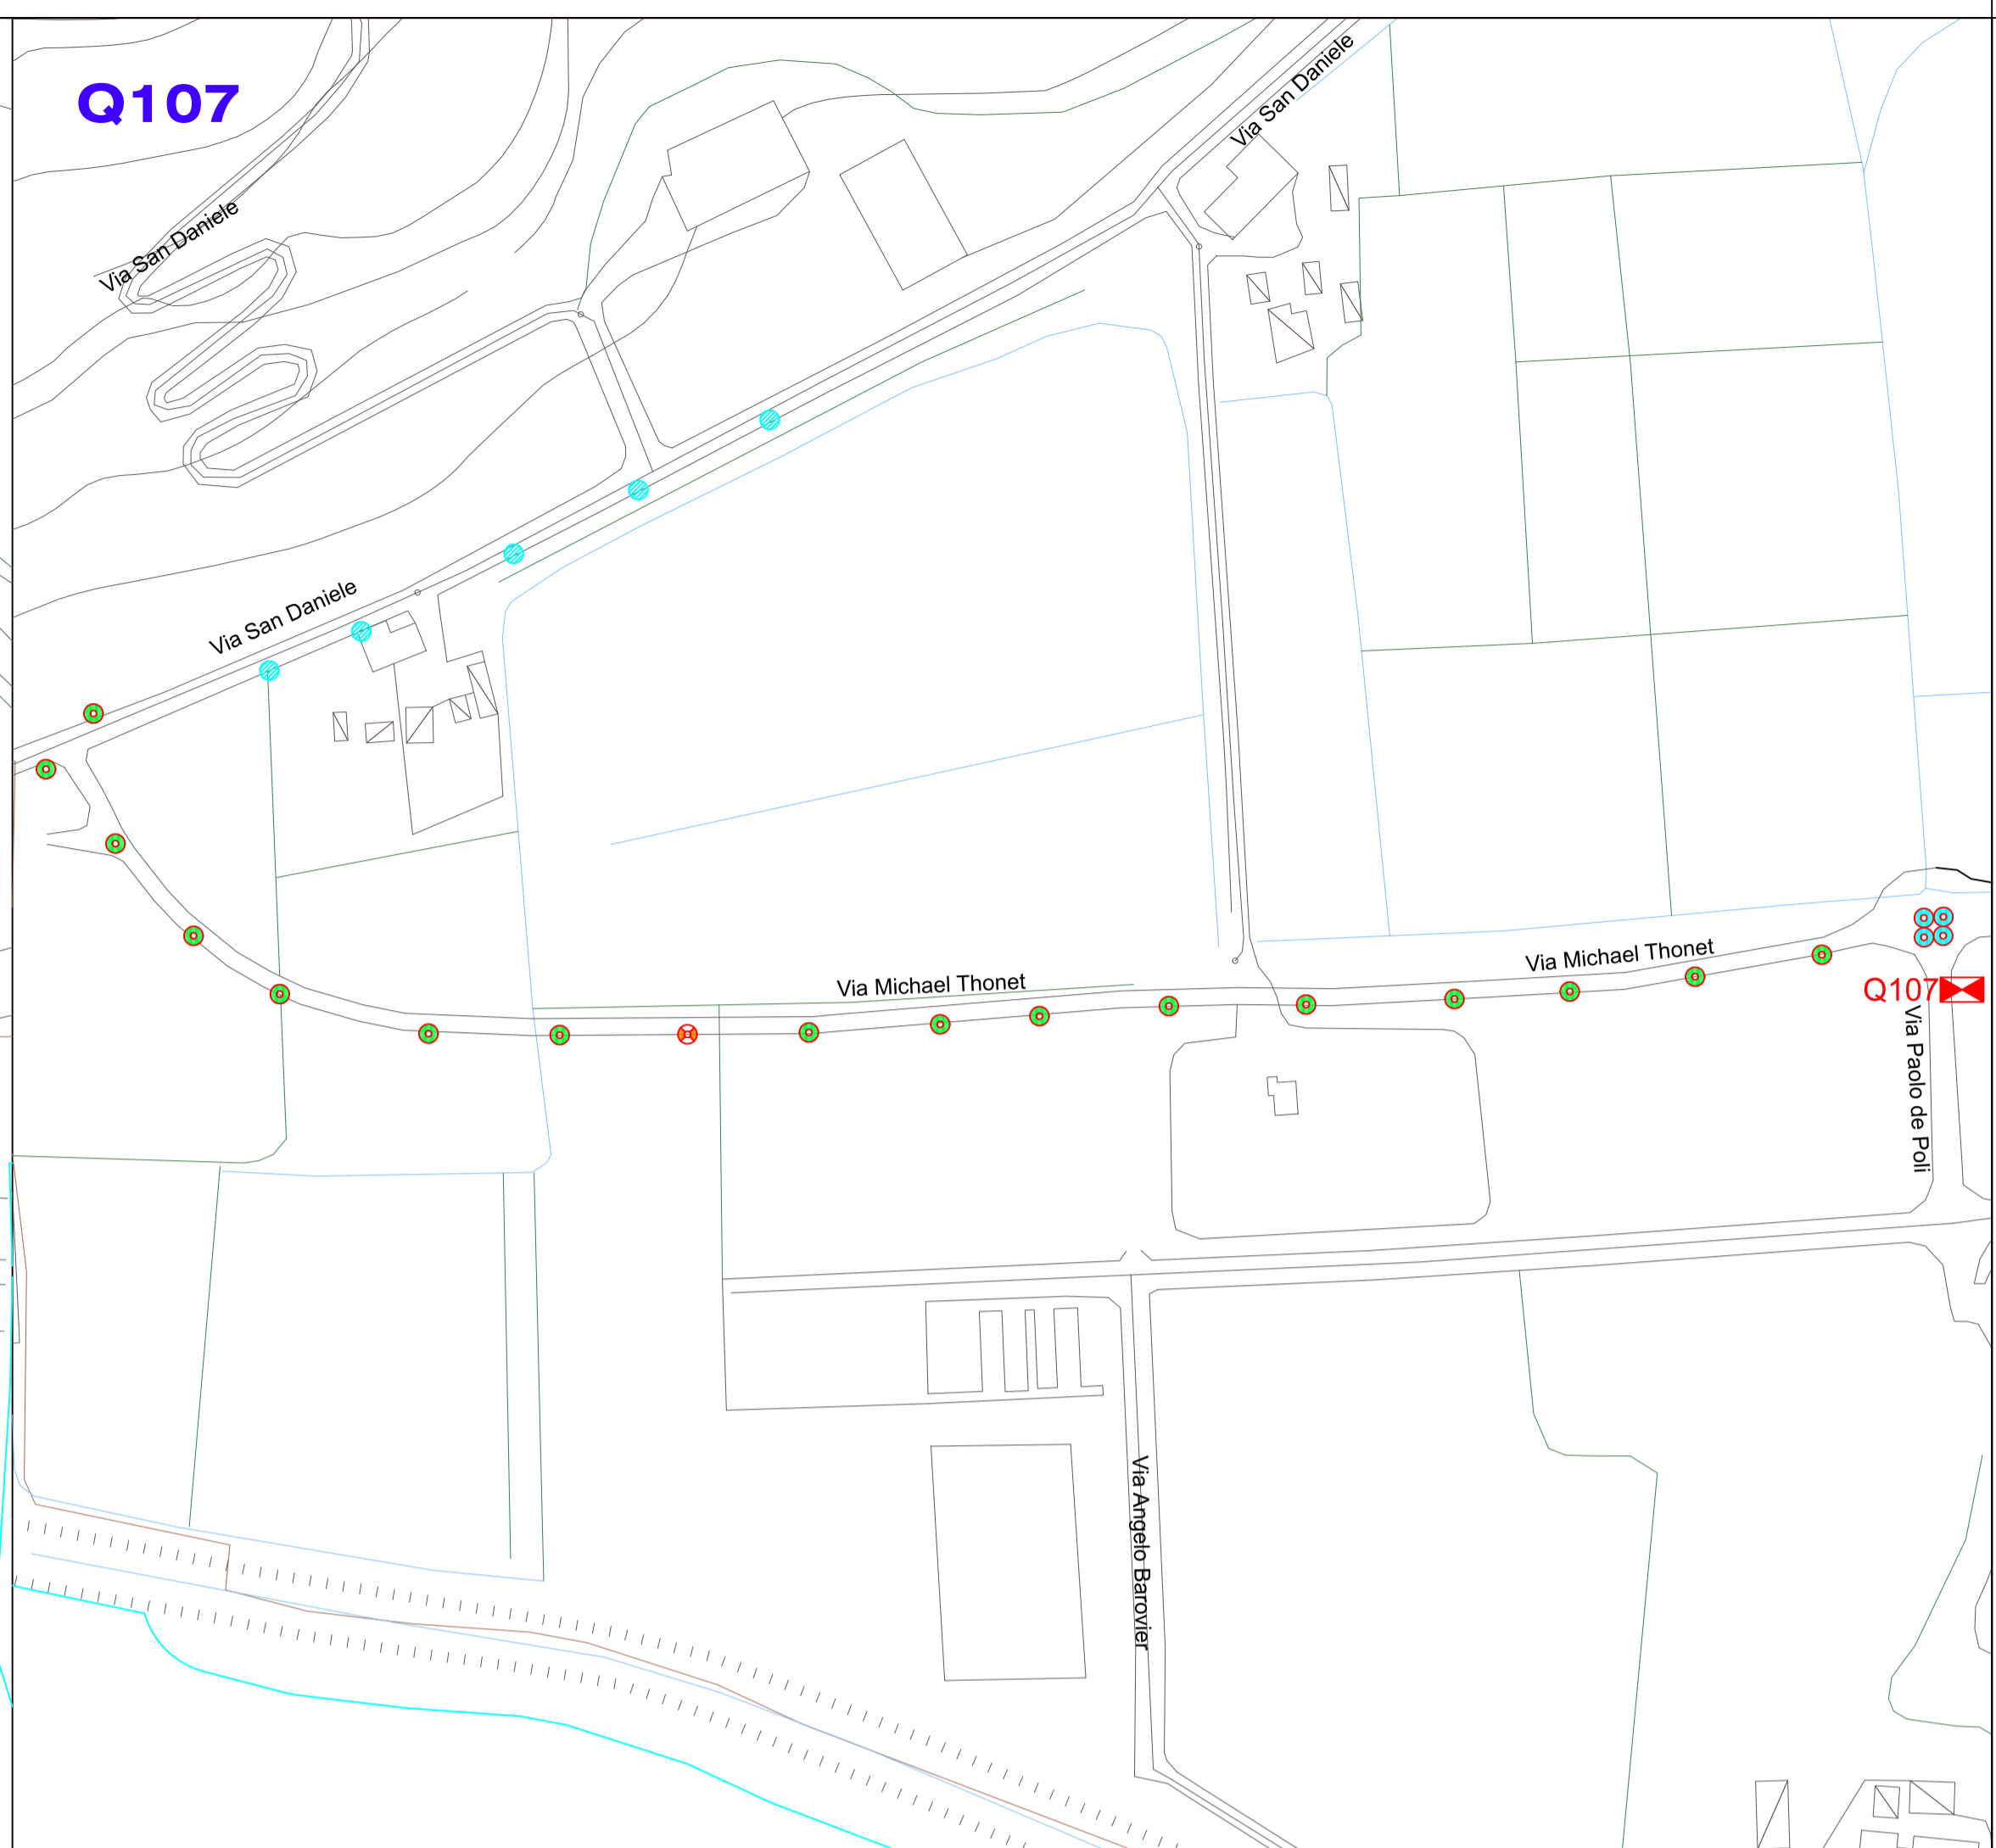 Q107
Via San Daniele
Via San Daniele
Via San Daniele
Via Michael Thonet
Via Michael Thonet
Q107
Via Paolo de Poli
Via Angelo Barovier